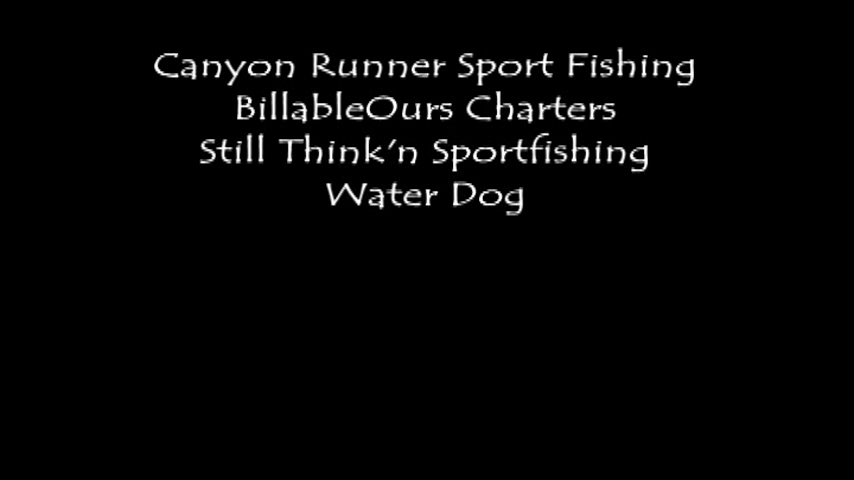 Canyon Runner Sport Fishing
BillableOurs Charters
Still Think'n Sportfishing
Water Dog